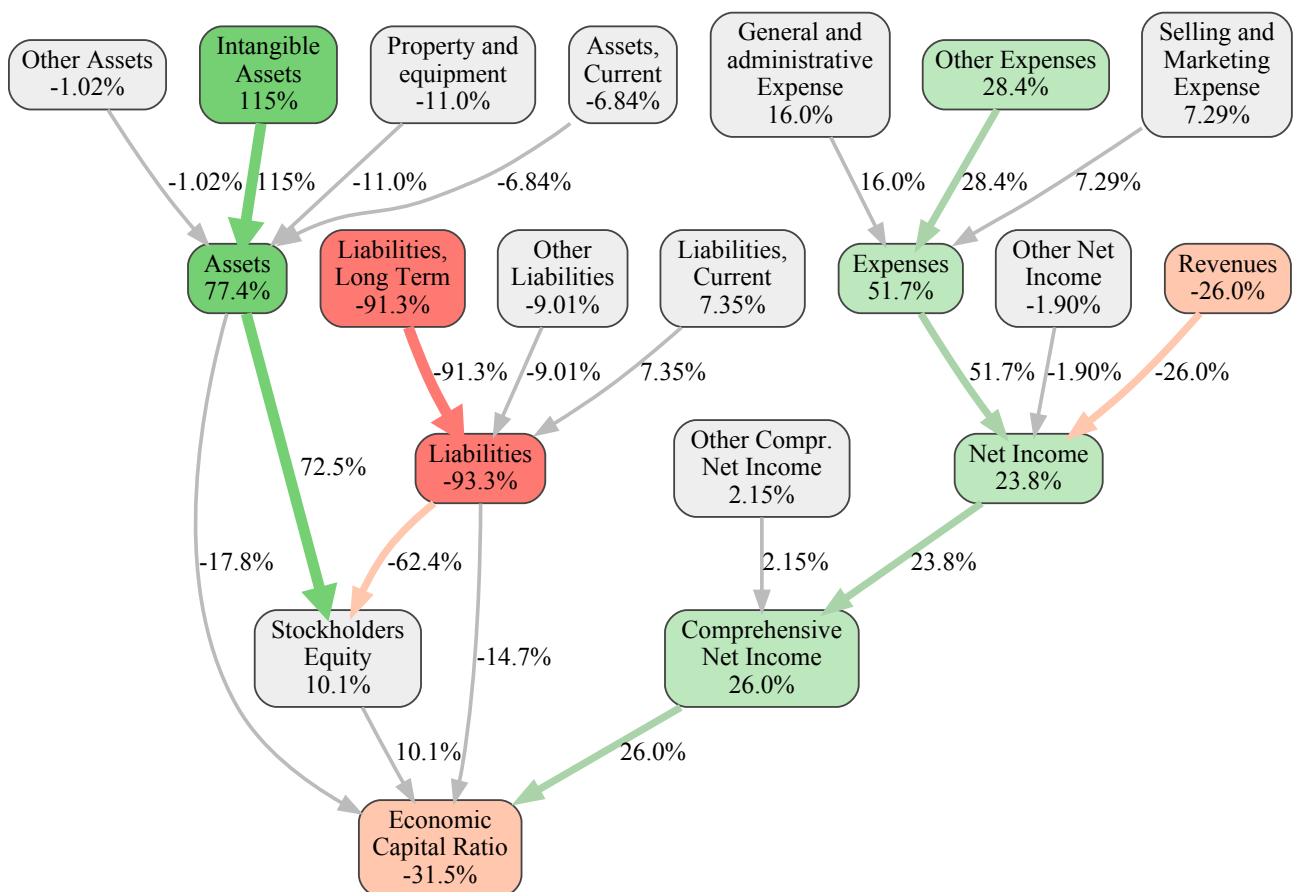 Other Assets
-1.02%
Intangible
Assets
115%
Property and
equipment
-11.0%
Assets,
Current
-6.84%
General and
administrative
Expense
16.0%
Other Expenses
28.4%
Selling and
Marketing
Expense
7.29%
-1.02%
115%
-11.0%
-6.84%
16.0%
28.4%
7.29%
Assets
77.4%
Liabilities,
Long Term
-91.3%
Other
Liabilities
-9.01%
Liabilities,
Current
7.35%
Expenses
51.7%
Other Net
Income
-1.90%
Revenues
-26.0%
-91.3%
-9.01%
7.35%
51.7%
-1.90%
-26.0%
72.5%
Liabilities
-93.3%
Other Compr.
Net Income
2.15%
Net Income
23.8%
-17.8%
-62.4%
2.15%
23.8%
Stockholders
Equity
10.1%
-14.7%
Comprehensive
Net Income
26.0%
10.1%
26.0%
Economic
Capital Ratio
-31.5%